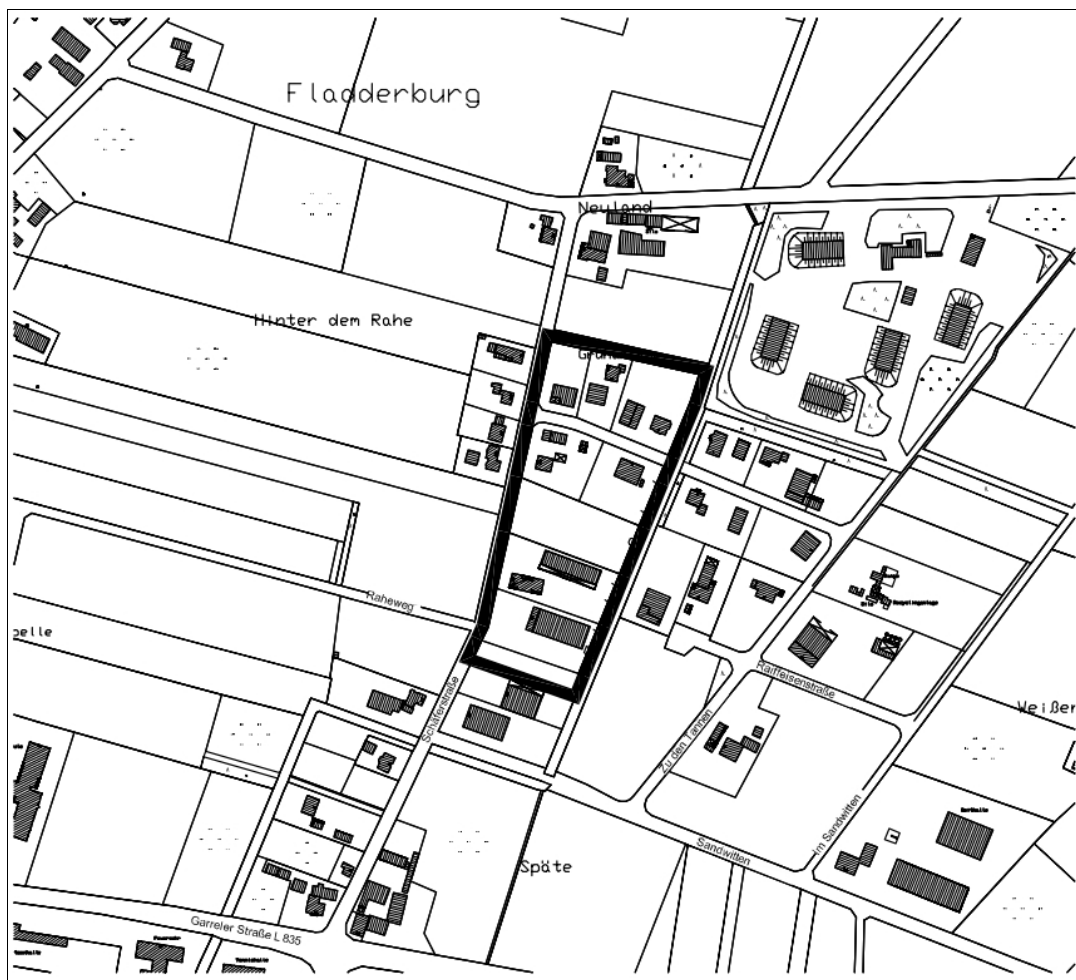 Fladderburg
Neuland
Hinter dem Rahe
Raheweg
Schäferstraße
Raiffeisenstraße
Weißer
Zu den Tannen
Im Sandwitten
Sandwitten
Späte
Garreler Straße L 835